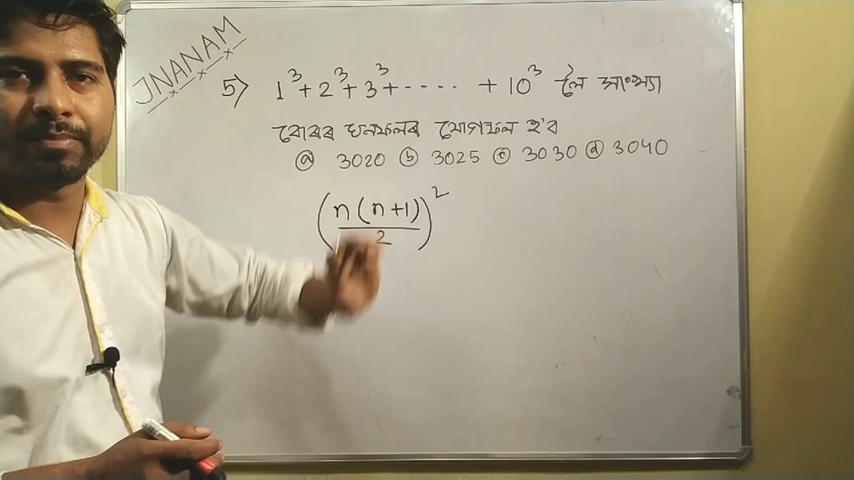 JNANAM
5) 1³+2³+3³+----- + 10³ লৈ সাংখ্যা
বোৰৰ ঘনফলৰ যোগফল হ'ব
ⓐ 3020 ⓑ 3025 ⓒ 3030 ⓓ 3040
(n(n+1)/2)²